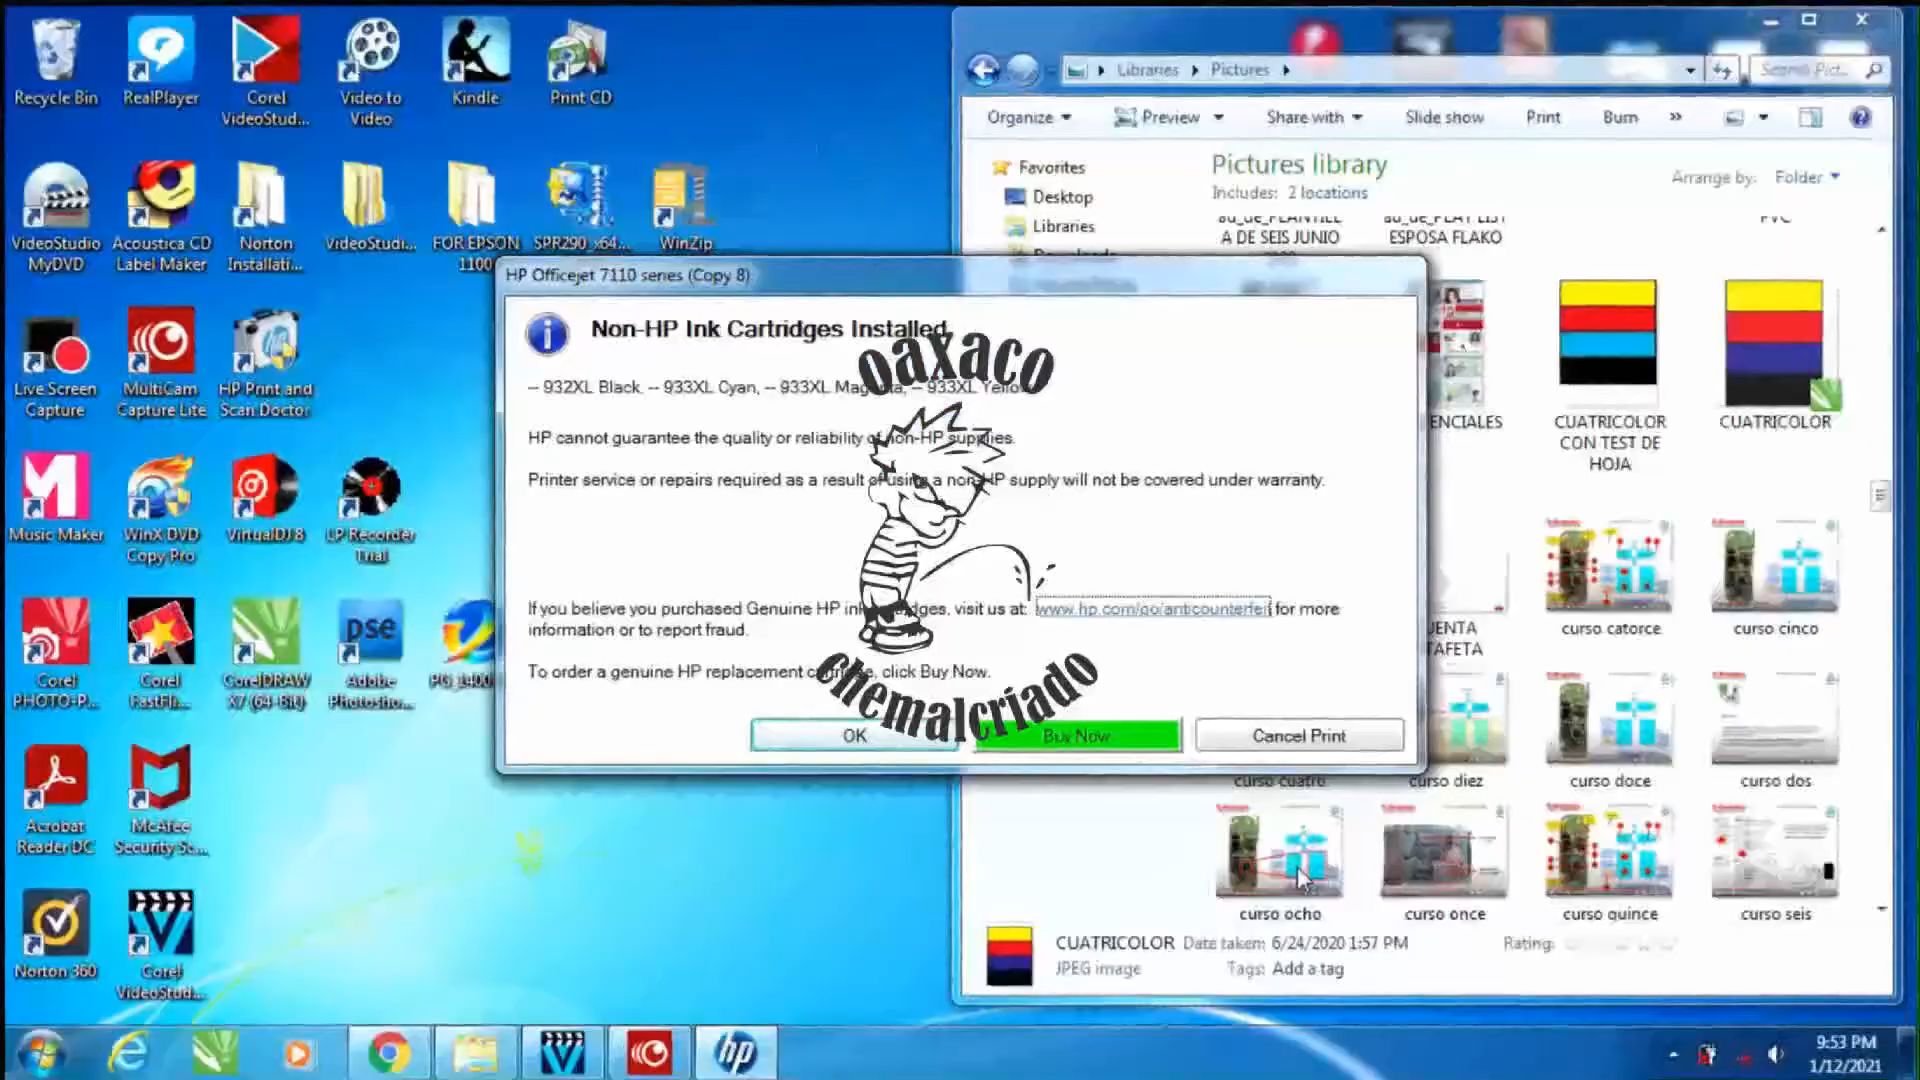 Recycle Bin
RealPlayer
Corel
VideoStud...
Video to
Video
Kindle
Print CD
VideoStudio
MyDVD
Acoustica CD
Label Maker
Norton
Installati...
VideoStudi...
FOR EPSON
1100
SPR290_x64...
WinZip
Live Screen
Capture
MultiCam
Capture Lite
HP Print and
Scan Doctor
Music Maker
WinX DVD
Copy Pro
VirtualDJ 8
LP Recorder
Trial
Corel
PHOTO-P...
Corel
FastFli...
CorelDRAW
X7 (64-Bit)
pse
Adobe
Photosho...
PG_1400
Acrobat
Reader DC
McAfee
Security Sc...
Norton 360
Corel
VideoStud...
Libraries
Pictures
Search Pict...
Organize
Preview
Share with
Slide show
Print
Burn
»
Favorites
Desktop
Libraries
Pictures library
Includes: 2 locations
Arrange by: Folder
A DE SEIS JUNIO
ESPOSA FLAKO
PVC
HP Officejet 7110 series (Copy 8)
Non-HP Ink Cartridges Installed
-- 932XL Black, -- 933XL Cyan, -- 933XL Magenta, -- 933XL Yellow
HP cannot guarantee the quality or reliability of non-HP supplies.
Printer service or repairs required as a result of using a non-HP supply will not be covered under warranty.
If you believe you purchased Genuine HP ink cartridges, visit us at: www.hp.com/go/anticounterfeit for more
information or to report fraud.
To order a genuine HP replacement cartridge, click Buy Now.
OK
Buy Now
Cancel Print
oaxaco
chemalcriado
ENCIALES
CUATRICOLOR
CON TEST DE
HOJA
CUATRICOLOR
UENTA
TAFETA
curso catorce
curso cinco
curso cuatro
curso diez
curso doce
curso dos
curso ocho
curso once
curso quince
curso seis
CUATRICOLOR
Date taken: 6/24/2020 1:57 PM
Rating:
JPEG image
Tags: Add a tag
hp
9:53 PM
1/12/2021